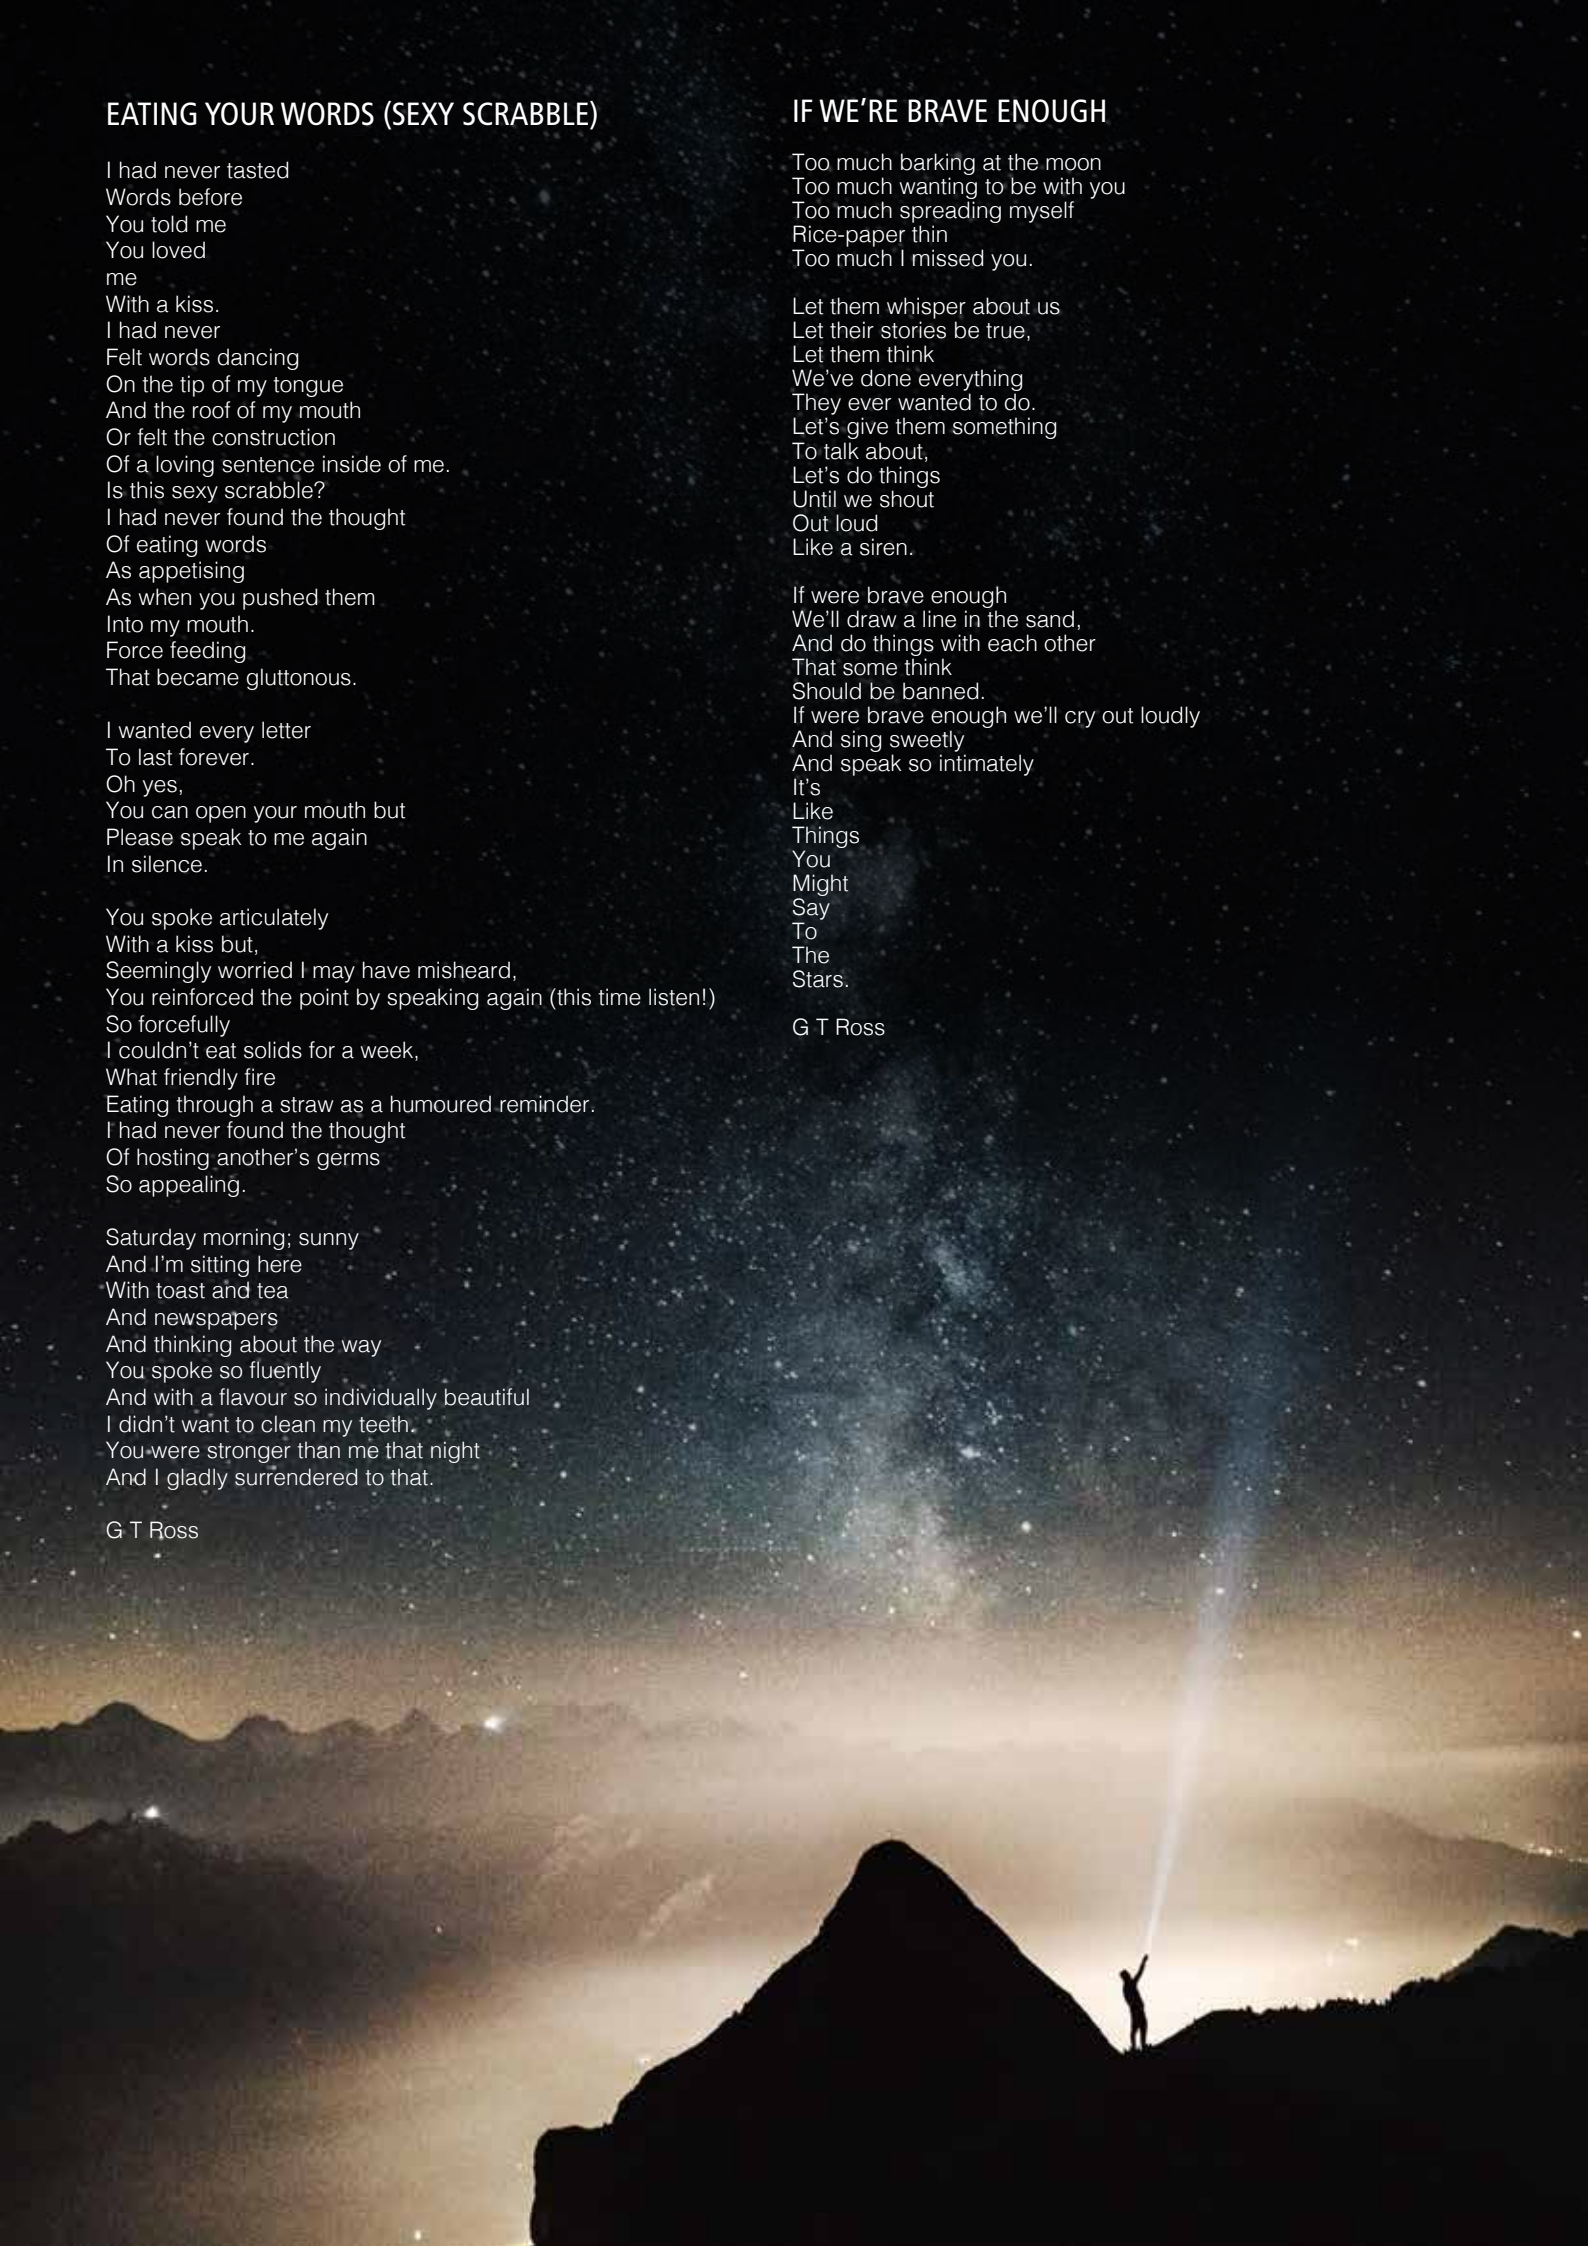 EATING YOUR WORDS (SEXY SCRABBLE)
I had never tasted
Words before
You told me
You loved
me
With a kiss.
I had never
Felt words dancing
On the tip of my tongue
And the roof of my mouth
Or felt the construction
Of a loving sentence inside of me.
Is this sexy scrabble?
I had never found the thought
Of eating words
As appetising
As when you pushed them
Into my mouth.
Force feeding
That became gluttonous.
I wanted every letter
To last forever.
Oh yes,
You can open your mouth but
Please speak to me again
In silence.
You spoke articulately
With a kiss but,
Seemingly worried I may have misheard,
You reinforced the point by speaking again (this time listen!)
So forcefully
I couldn't eat solids for a week,
What friendly fire
Eating through a straw as a humoured reminder.
I had never found the thought
Of hosting another's germs
So appealing.
Saturday morning; sunny
And I'm sitting here
With toast and tea
And newspapers
And thinking about the way
You spoke so fluently
And with a flavour so individually beautiful
I didn't want to clean my teeth.
You were stronger than me that night
And I gladly surrendered to that.
G T Ross
IF WE'RE BRAVE ENOUGH
Too much barking at the moon
Too much wanting to be with you
Too much spreading myself
Rice-paper thin
Too much I missed you.
Let them whisper about us
Let their stories be true,
Let them think
We've done everything
They ever wanted to do.
Let's give them something
To talk about,
Let's do things
Until we shout
Out loud
Like a siren.
If were brave enough
We'll draw a line in the sand,
And do things with each other
That some think
Should be banned.
If were brave enough we'll cry out loudly
And sing sweetly
And speak so intimately
It's
Like
Things
You
Might
Say
To
The
Stars.
G T Ross